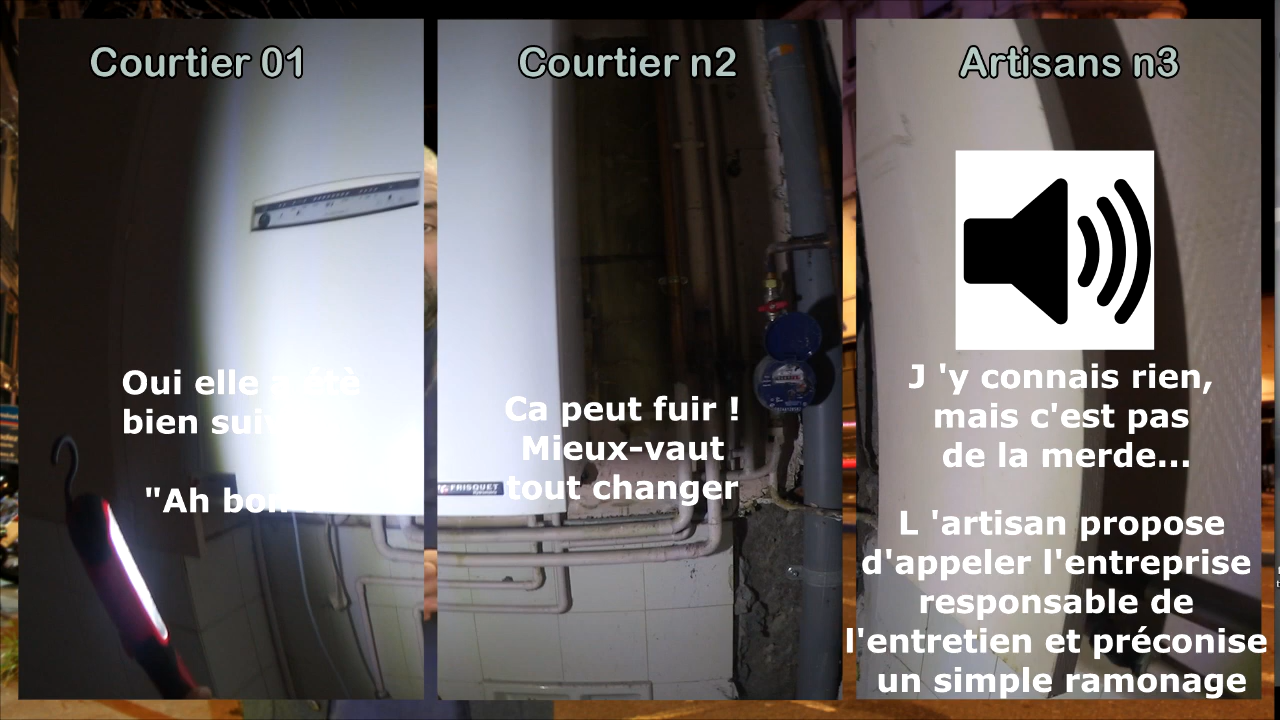 Courtier 01
Oui elle a étè
bien sui
"Ah bon
Courtier n2
Ca peut fuir !
Mieux-vaut
tout changer
FRISQUET
Artisans n3
J 'y connais rien,
mais c'est pas
de la merde...
L 'artisan propose
d'appeler l'entreprise
responsable de
l'entretien et préconise
un simple ramonage